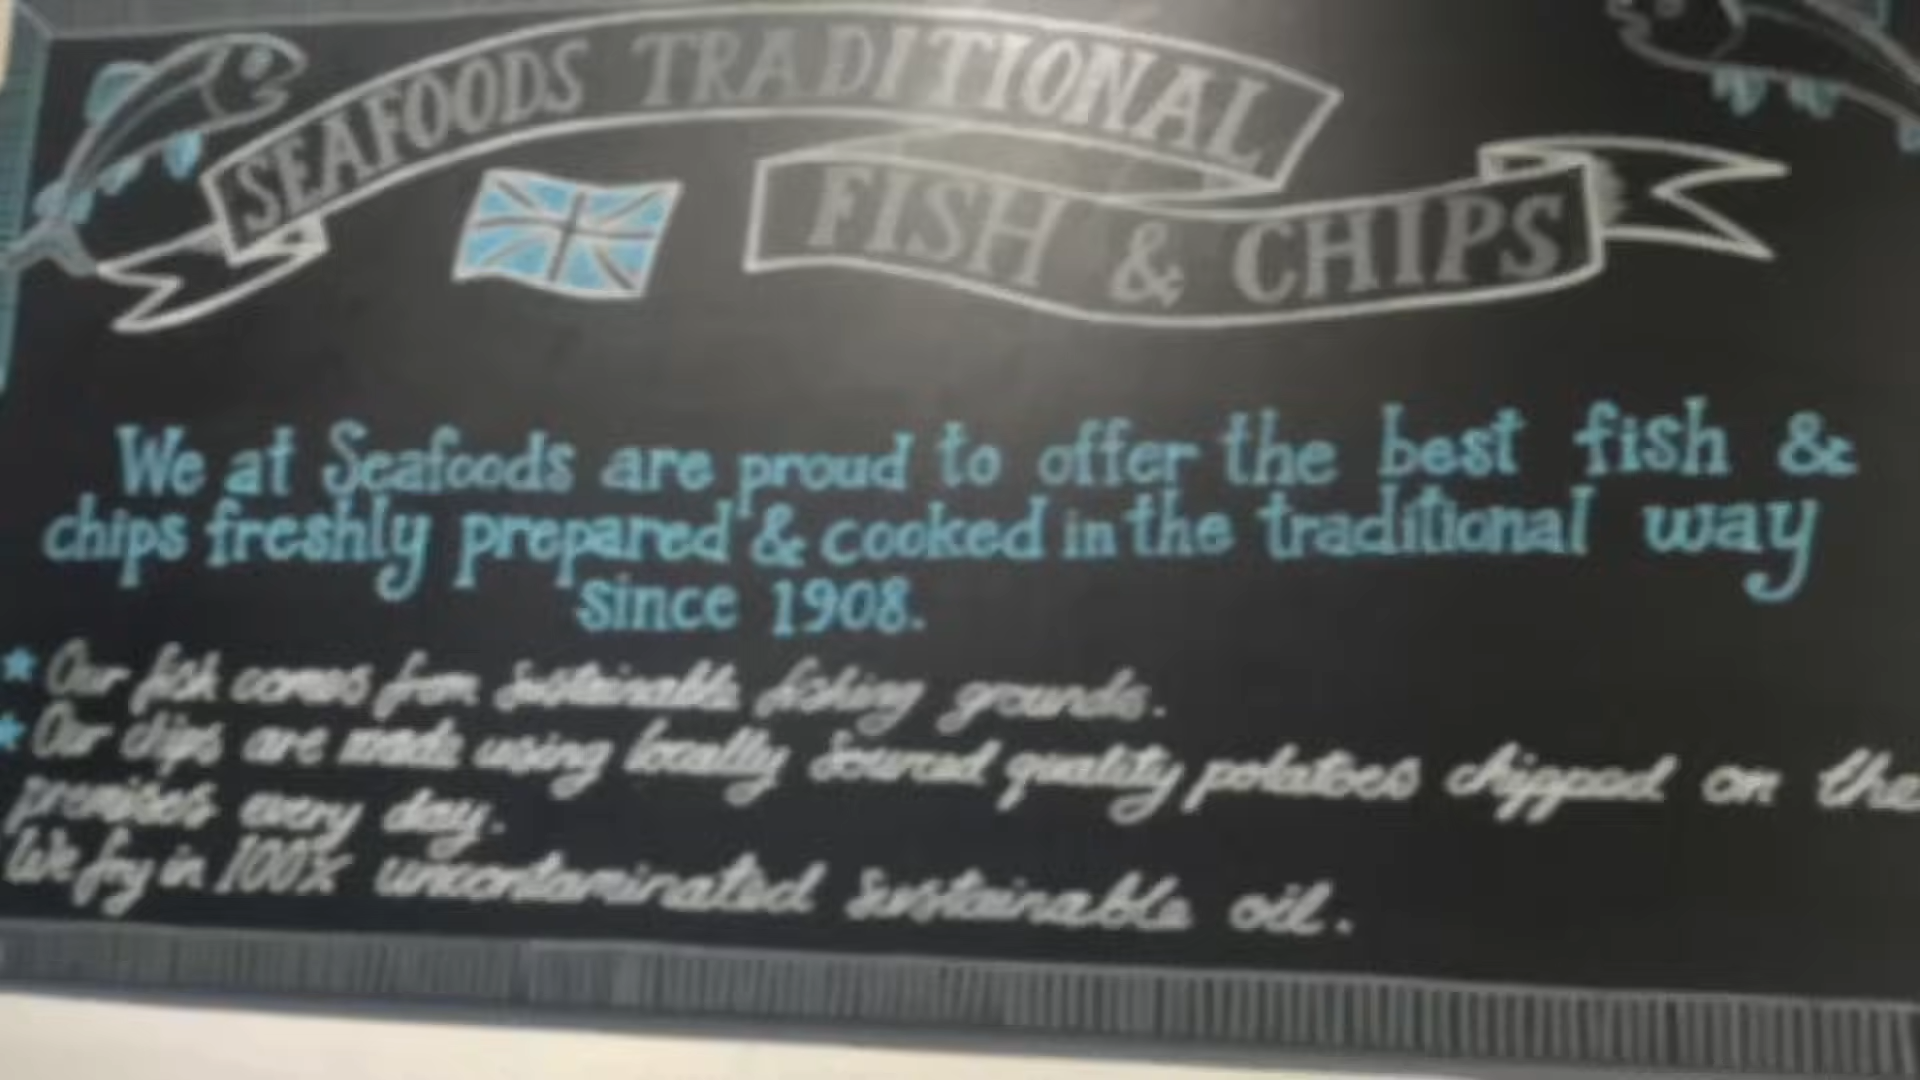 SEAFOODS TRADITIONAL
FISH & CHIPS
We at Seafoods are proud to offer the best fish &
chips freshly prepared & cooked in the traditional way
since 1908.
Our fish comes from sustainable fishing grounds.
Our chips are made using locally sourced quality potatoes chipped on the
premises every day.
We fry in 100% uncontaminated sustainable oil.